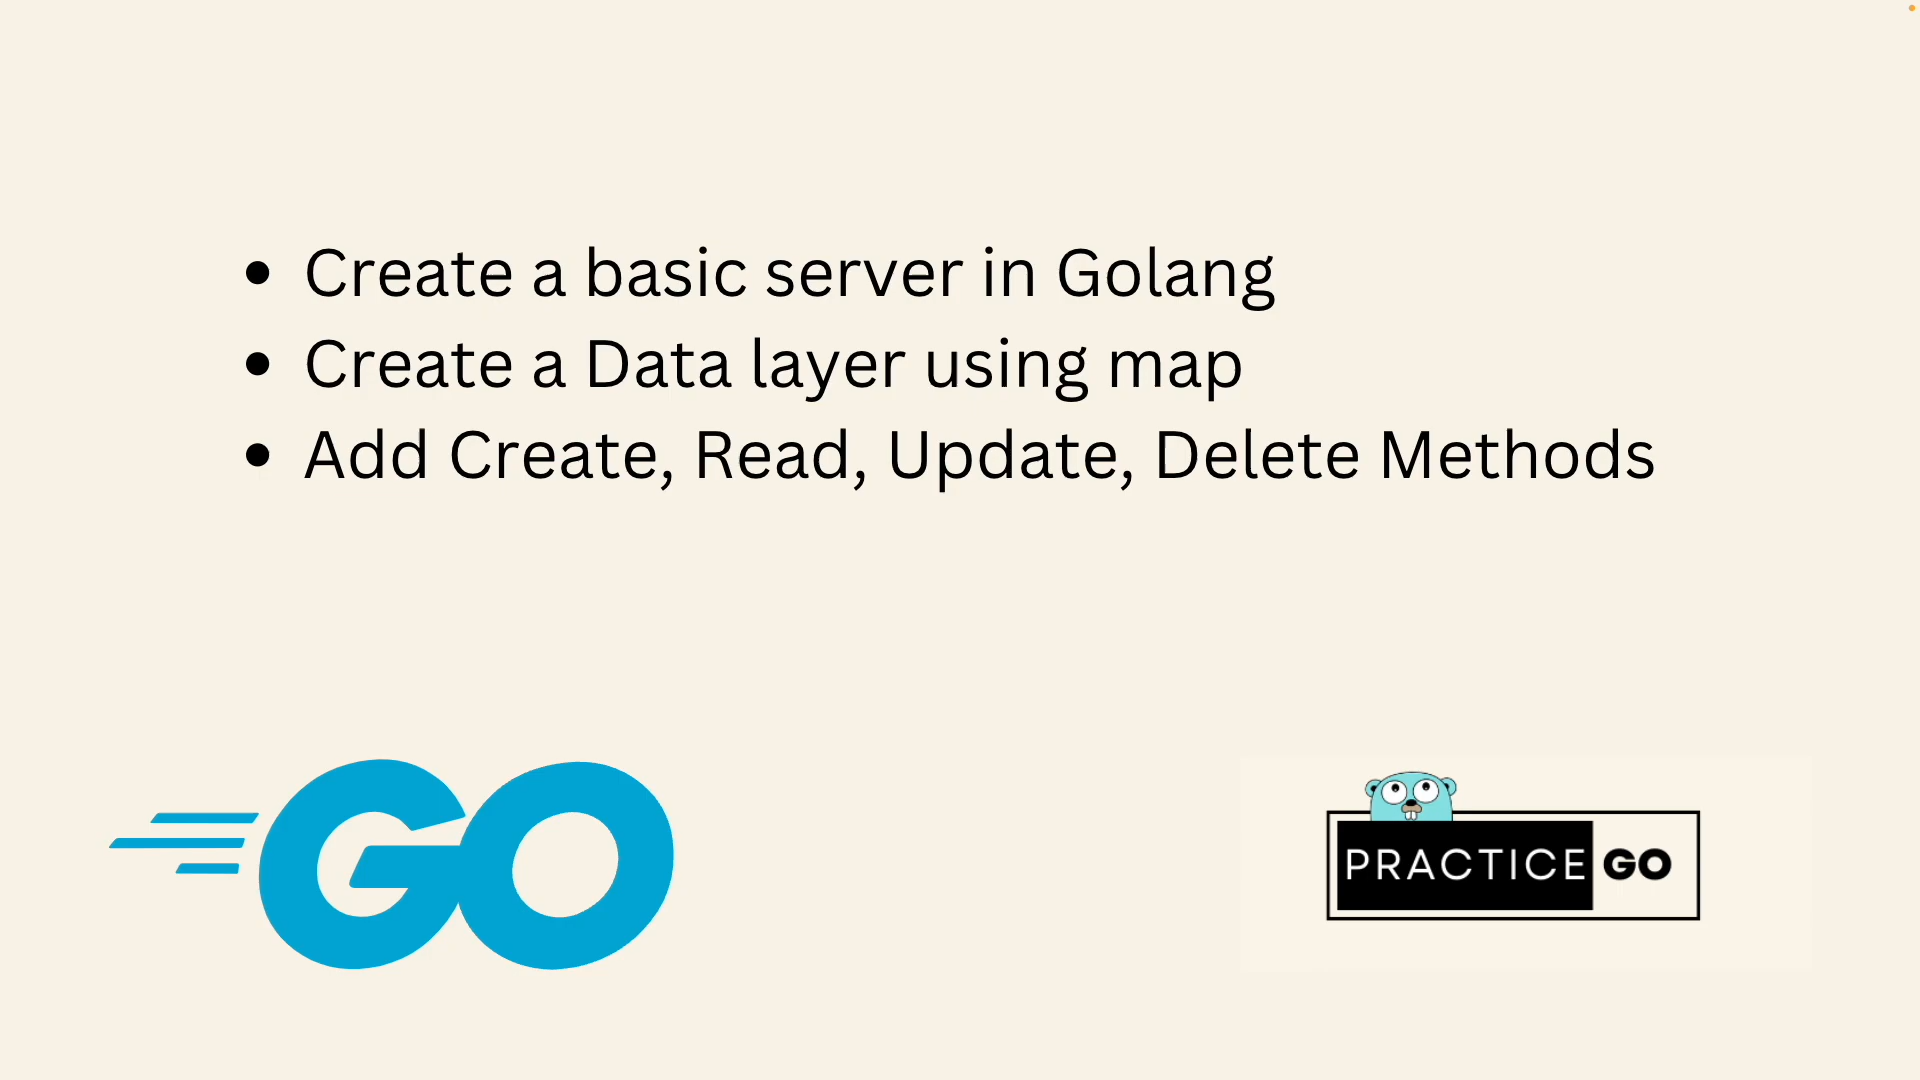 • Create a basic server in Golang
• Create a Data layer using map
• Add Create, Read, Update, Delete Methods
GO
PRACTICE GO